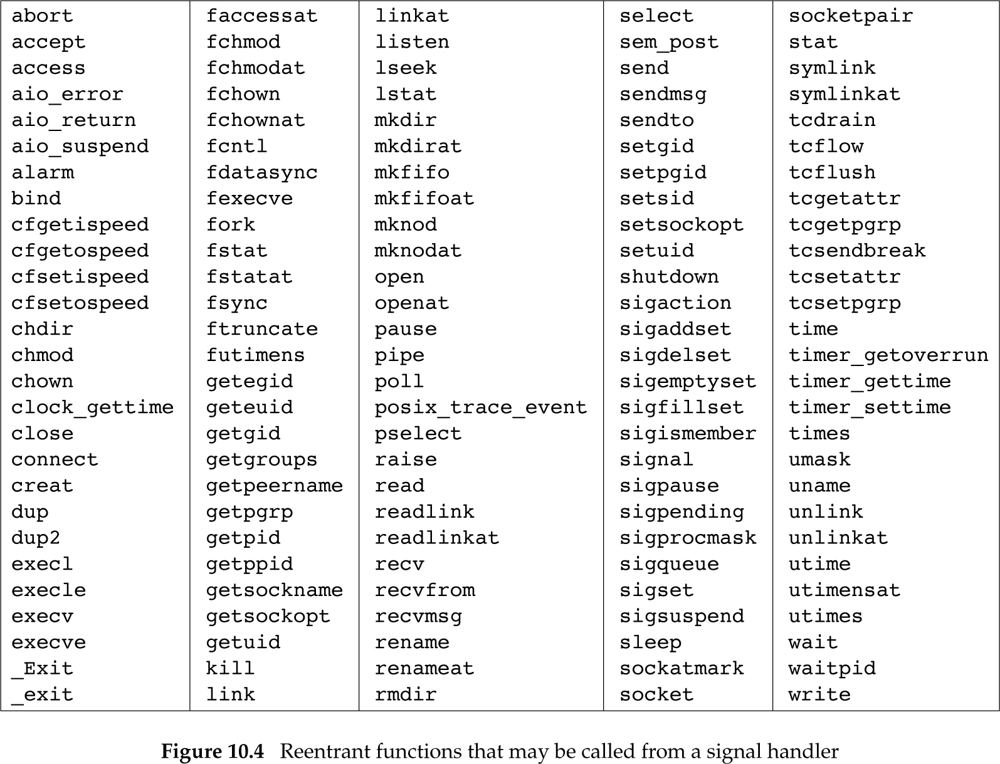 abort faccessat linkat select socketpair
accept fchmod listen sem_post stat
access fchmodat lseek send symlink
aio_error fchown lstat sendmsg symlinkat
aio_return fchownat mkdir sendto tcdrain
aio_suspend fcntl mkdirat setgid tcflow
alarm fdatasync mkfifo setpgid tcflush
bind fexecve mkfifoat setsid tcgetattr
cfgetispeed fork mknod setsockopt tcgetpgrp
cfgetospeed fstat mknodat setuid tcsendbreak
cfsetispeed fstatat open shutdown tcsetattr
cfsetospeed fsync openat sigaction tcsetpgrp
chdir ftruncate pause sigaddset time
chmod futimens pipe sigdelset timer_getoverrun
chown getegid poll sigemptyset timer_gettime
clock_gettime geteuid posix_trace_event sigfillset timer_settime
close getgid pselect sigismember times
connect getgroups raise signal umask
creat getpeername read sigpause uname
dup getpgrp readlink sigpending unlink
dup2 getpid readlinkat sigprocmask unlinkat
execl getppid recv sigqueue utime
execle getsockname recvfrom sigset utimensat
execv getsockopt recvmsg sigsuspend utimes
execve getuid rename sleep wait
_Exit kill renameat sockatmark waitpid
_exit link rmdir socket write
Figure 10.4 Reentrant functions that may be called from a signal handler